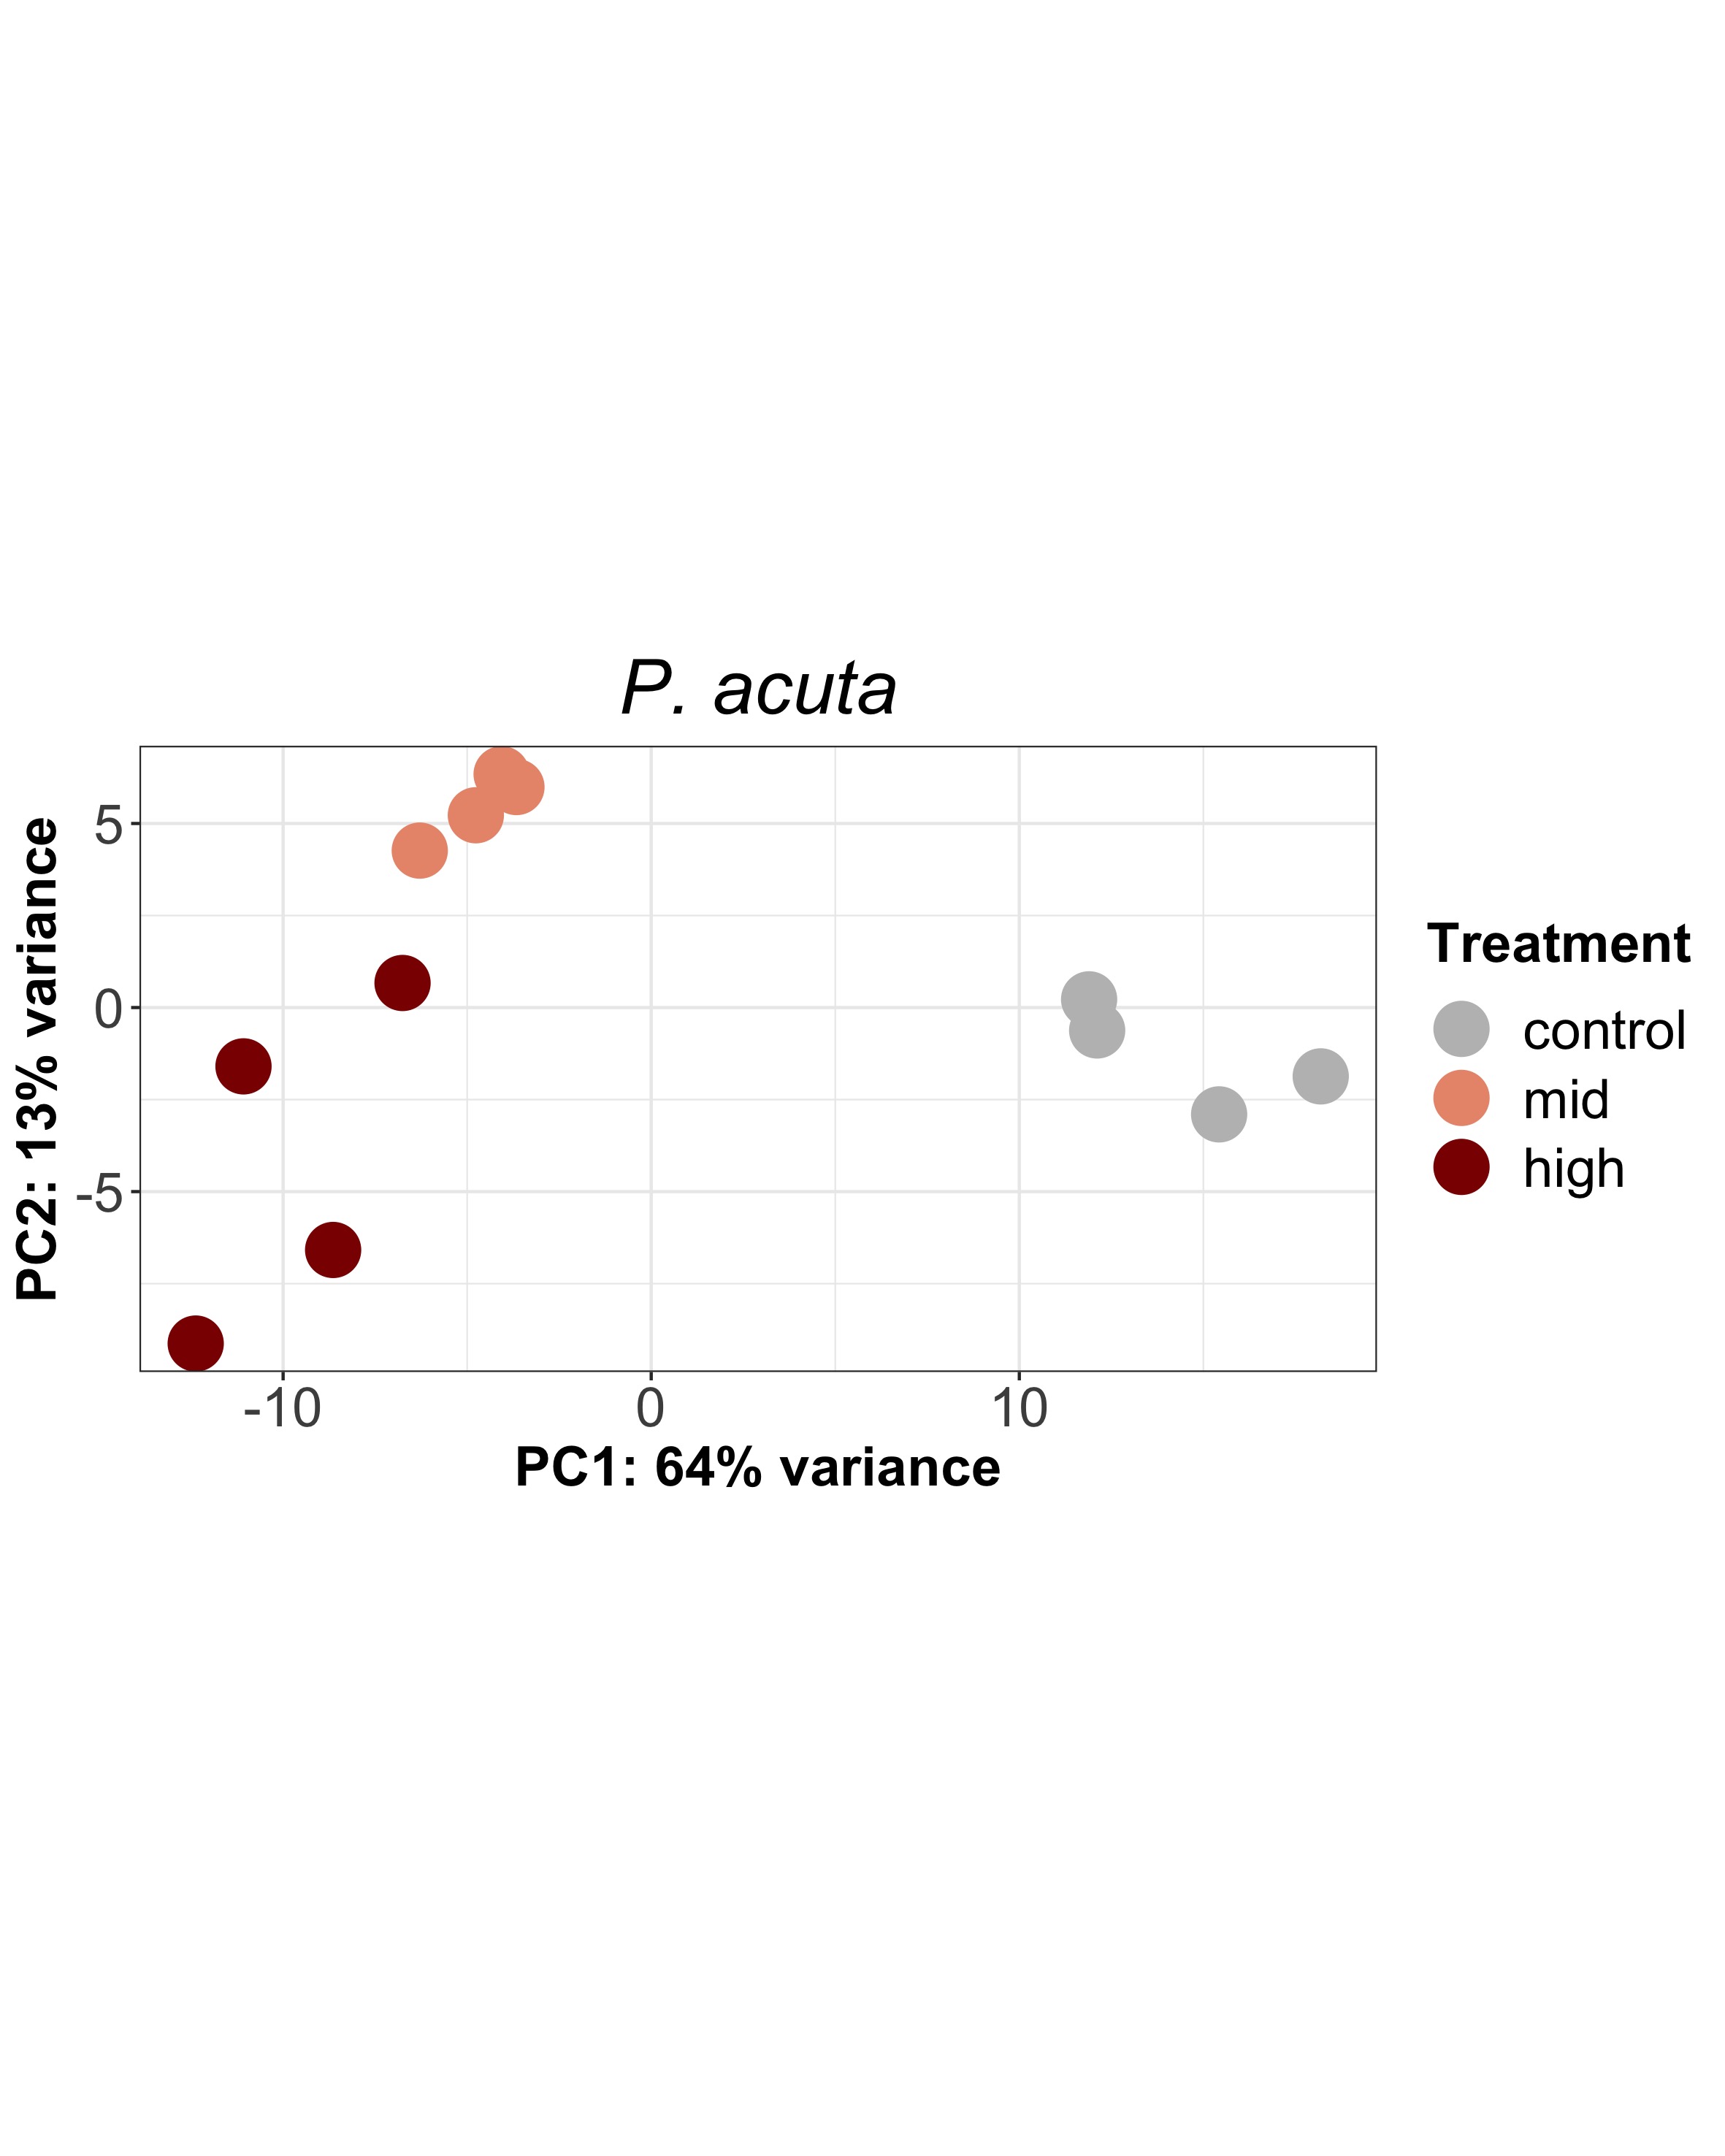 P. acuta
5
0
-5
PC2: 13% variance
-10 0 10
PC1: 64% variance
Treatment
control
mid
high